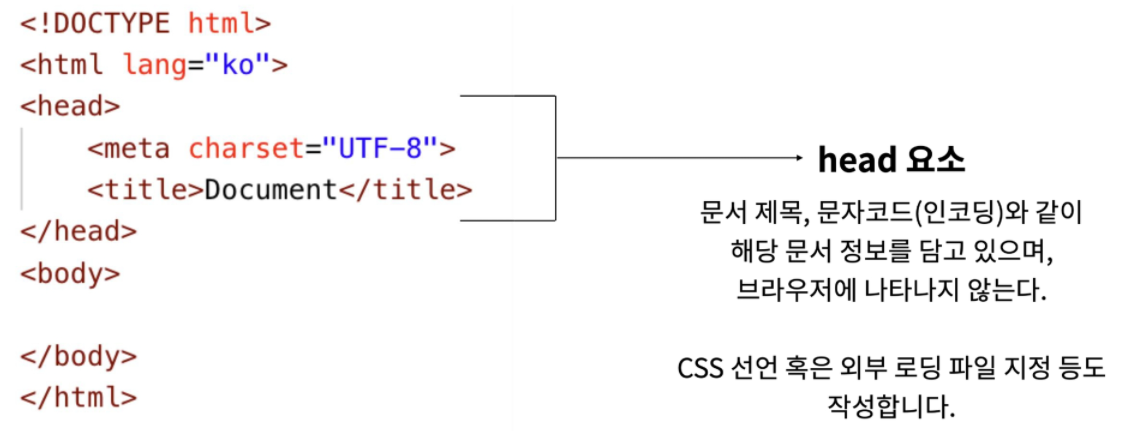 <!DOCTYPE html>
<html lang="ko">
<head>
    <meta charset="UTF-8">
    <title>Document</title>
</head>
<body>

</body>
</html>
head 요소
문서 제목, 문자코드(인코딩)와 같이
해당 문서 정보를 담고 있으며,
브라우저에 나타나지 않는다.
CSS 선언 혹은 외부 로딩 파일 지정 등도
작성합니다.